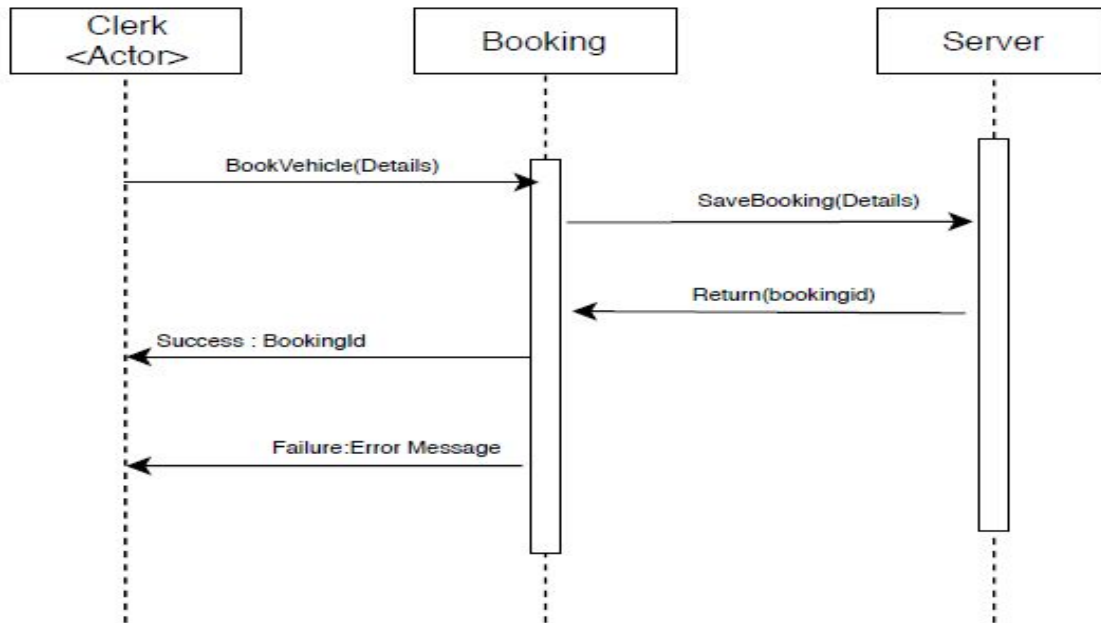 Clerk
<Actor>
Booking
Server
BookVehicle(Details)
SaveBooking(Details)
Return(bookingid)
Success : BookingId
Failure:Error Message